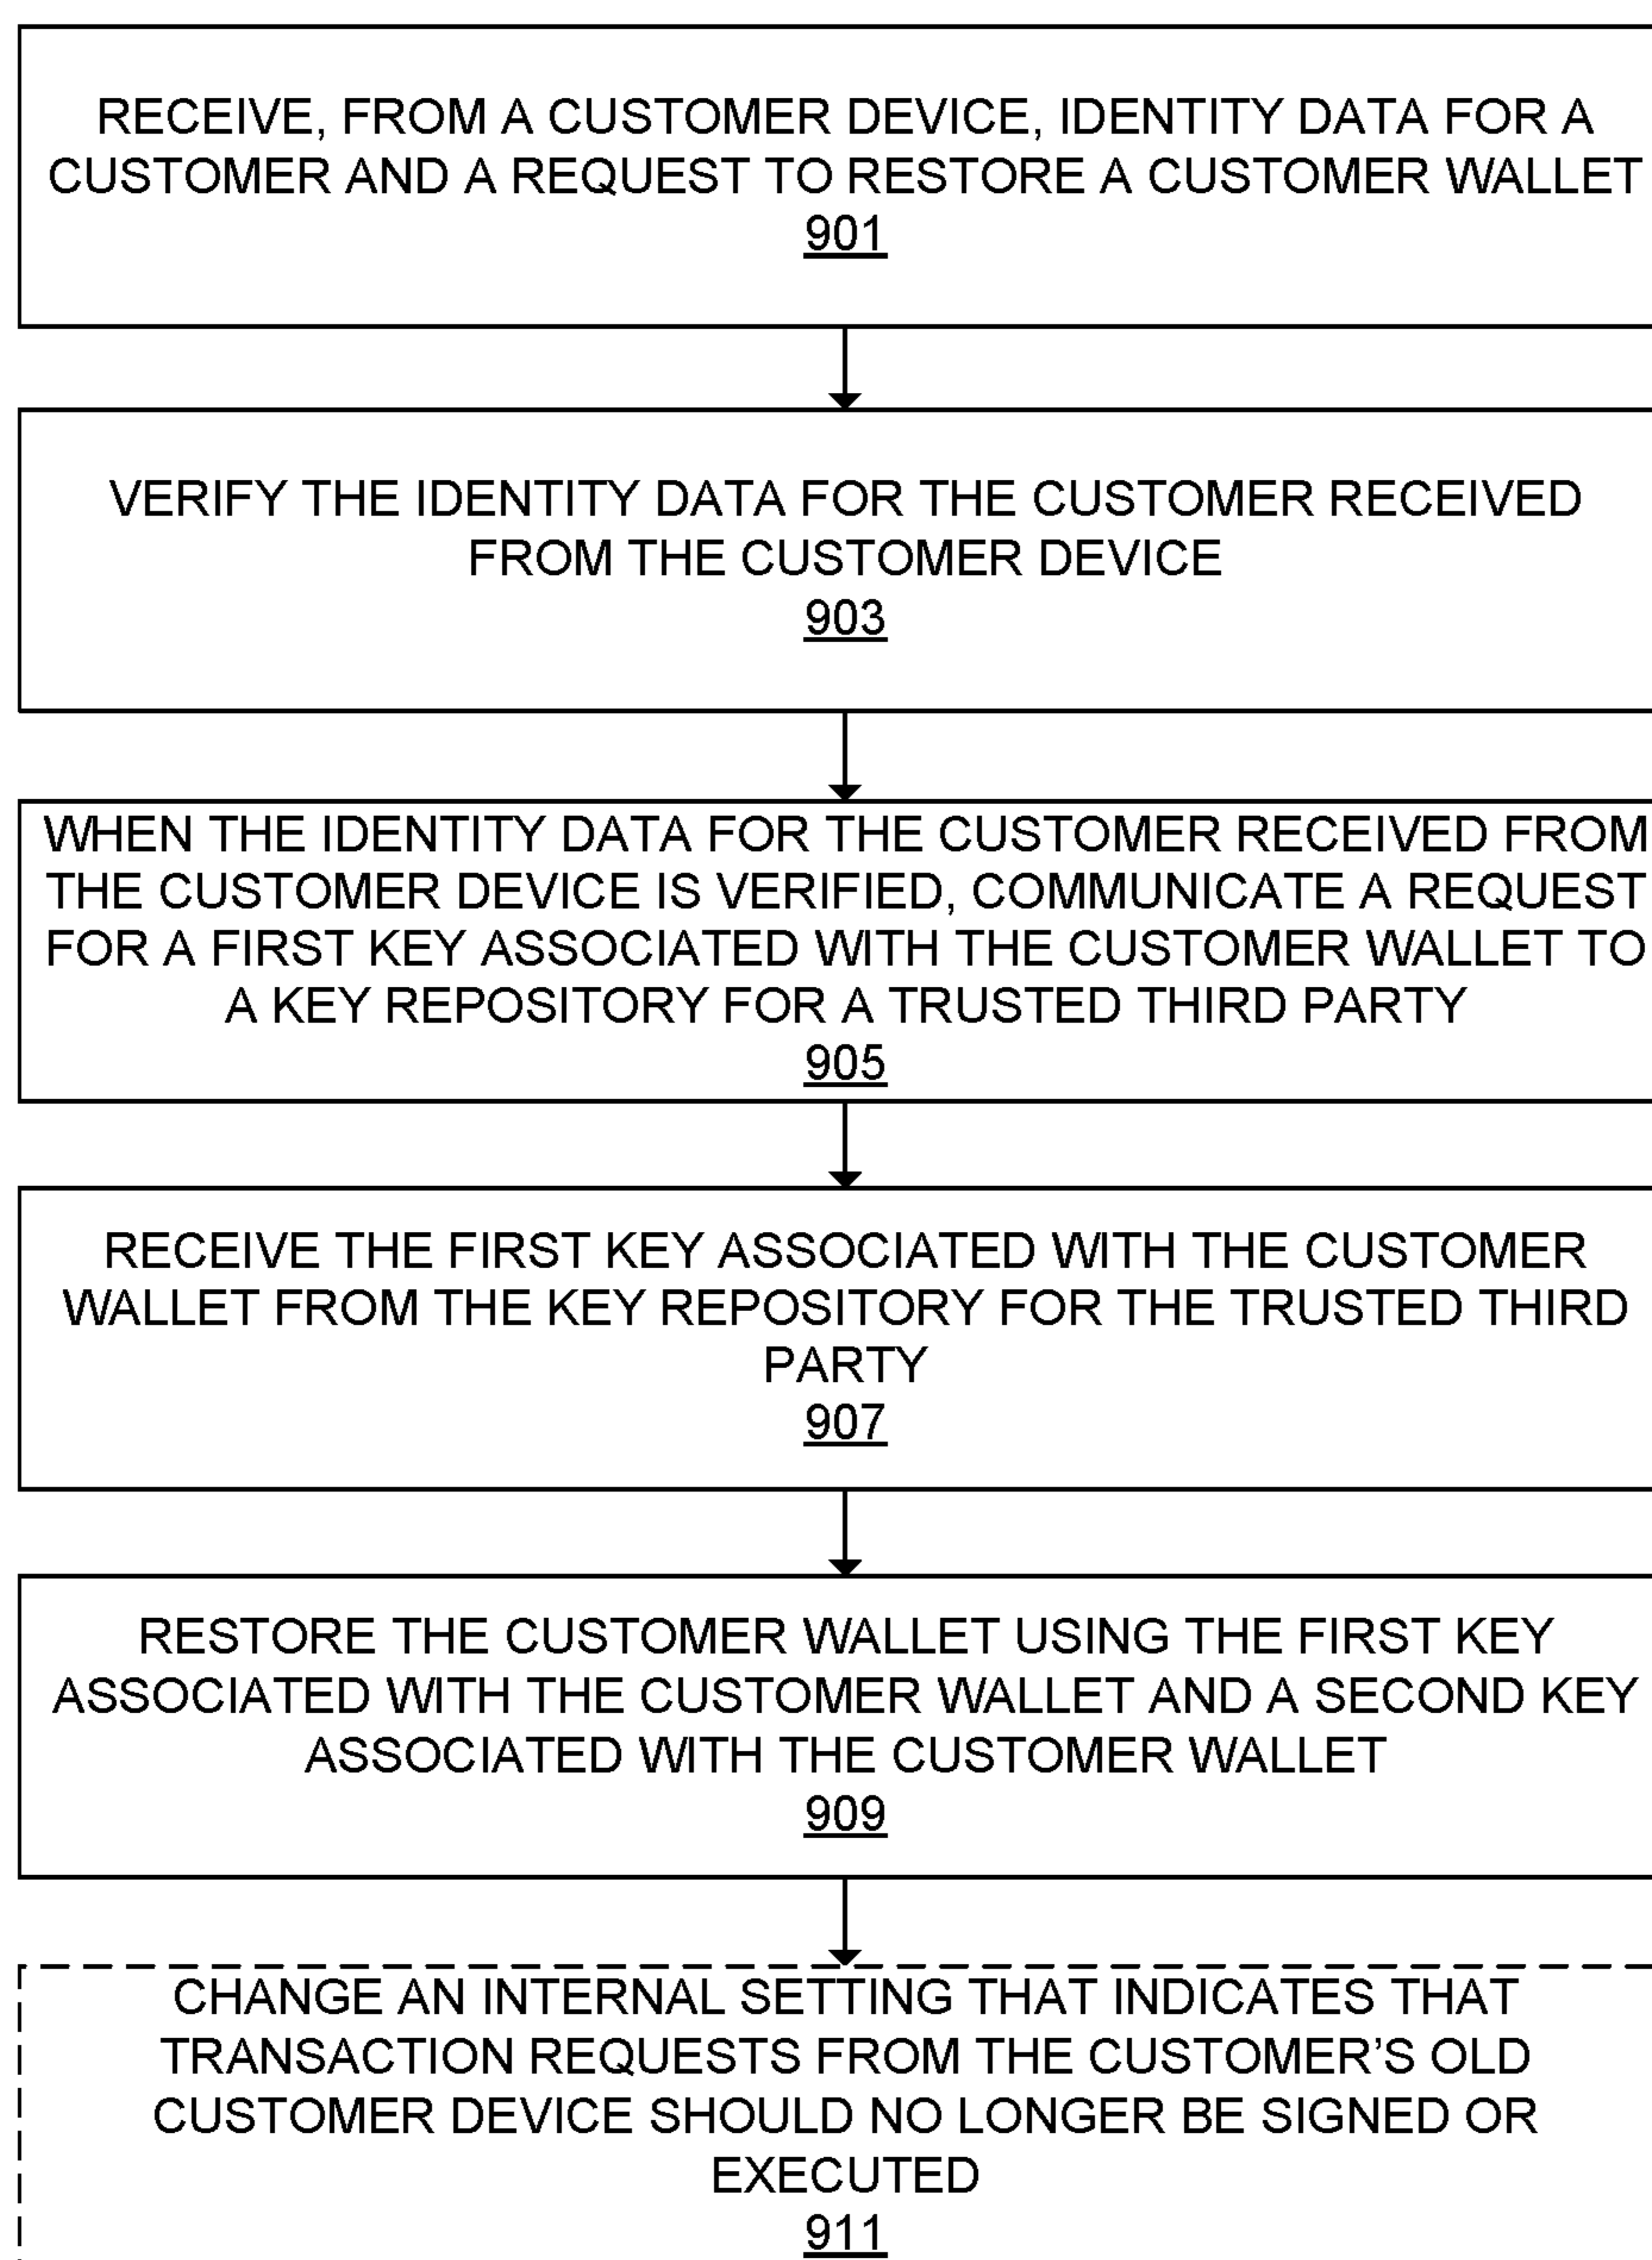 RECEIVE, FROM A CUSTOMER DEVICE, IDENTITY DATA FOR A
CUSTOMER AND A REQUEST TO RESTORE A CUSTOMER WALLET
901
VERIFY THE IDENTITY DATA FOR THE CUSTOMER RECEIVED
FROM THE CUSTOMER DEVICE
903
WHEN THE IDENTITY DATA FOR THE CUSTOMER RECEIVED FROM
THE CUSTOMER DEVICE IS VERIFIED, COMMUNICATE A REQUEST
FOR A FIRST KEY ASSOCIATED WITH THE CUSTOMER WALLET TO
A KEY REPOSITORY FOR A TRUSTED THIRD PARTY
905
RECEIVE THE FIRST KEY ASSOCIATED WITH THE CUSTOMER
WALLET FROM THE KEY REPOSITORY FOR THE TRUSTED THIRD
PARTY
907
RESTORE THE CUSTOMER WALLET USING THE FIRST KEY
ASSOCIATED WITH THE CUSTOMER WALLET AND A SECOND KEY
ASSOCIATED WITH THE CUSTOMER WALLET
909
CHANGE AN INTERNAL SETTING THAT INDICATES THAT
TRANSACTION REQUESTS FROM THE CUSTOMER’S OLD
CUSTOMER DEVICE SHOULD NO LONGER BE SIGNED OR
EXECUTED
911